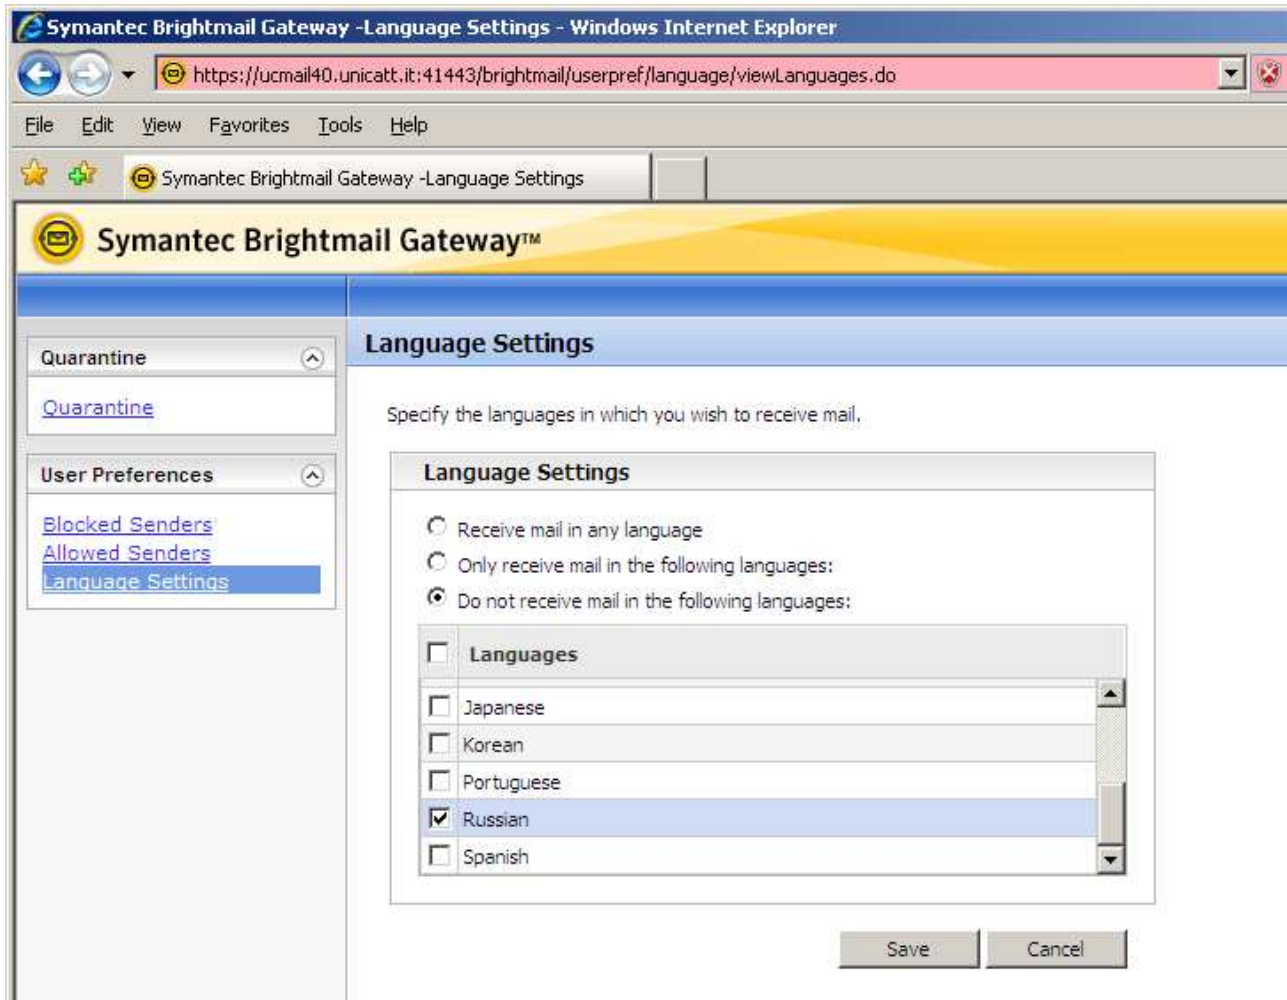 Symantec Brightmail Gateway -Language Settings - Windows Internet Explorer
https://ucmail40.unicatt.it:41443/brightmail/userpref/language/viewLanguages.do
File Edit View Favorites Tools Help
Symantec Brightmail Gateway -Language Settings
Symantec Brightmail Gateway™
Quarantine
Quarantine
User Preferences
Blocked Senders
Allowed Senders
Language Settings
Language Settings
Specify the languages in which you wish to receive mail.
Language Settings
Receive mail in any language
Only receive mail in the following languages:
Do not receive mail in the following languages:
Languages
Japanese
Korean
Portuguese
Russian
Spanish
Save Cancel